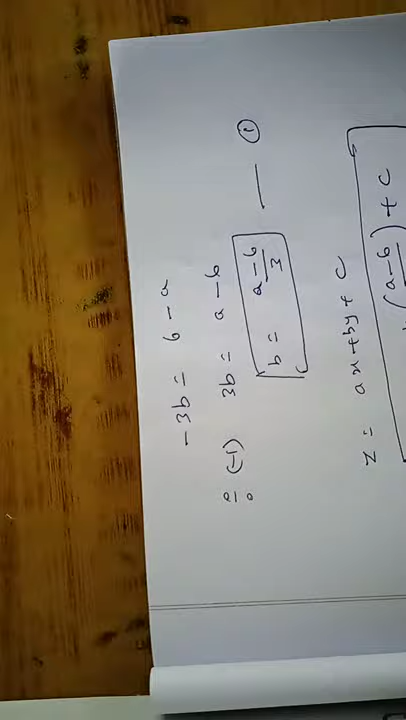 -3b = 6 - a
÷ (-1) 3b = a - 6
b = a - 6 / 3 — ①
z = ax + by + c
(a - 6) + c